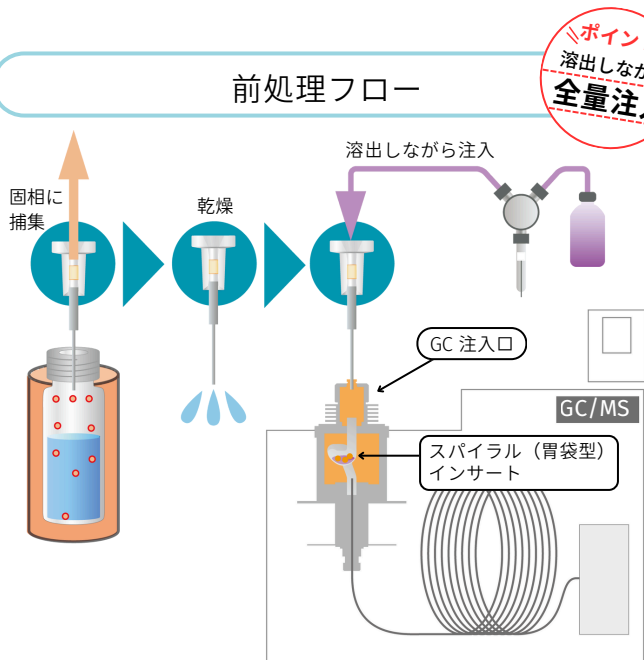 前処理フロー
ポイン
溶出しなが
全量注
溶出しながら注入
固相に
捕集
乾燥
GC 注入口
GC/MS
スパイラル（胃袋型）
インサート